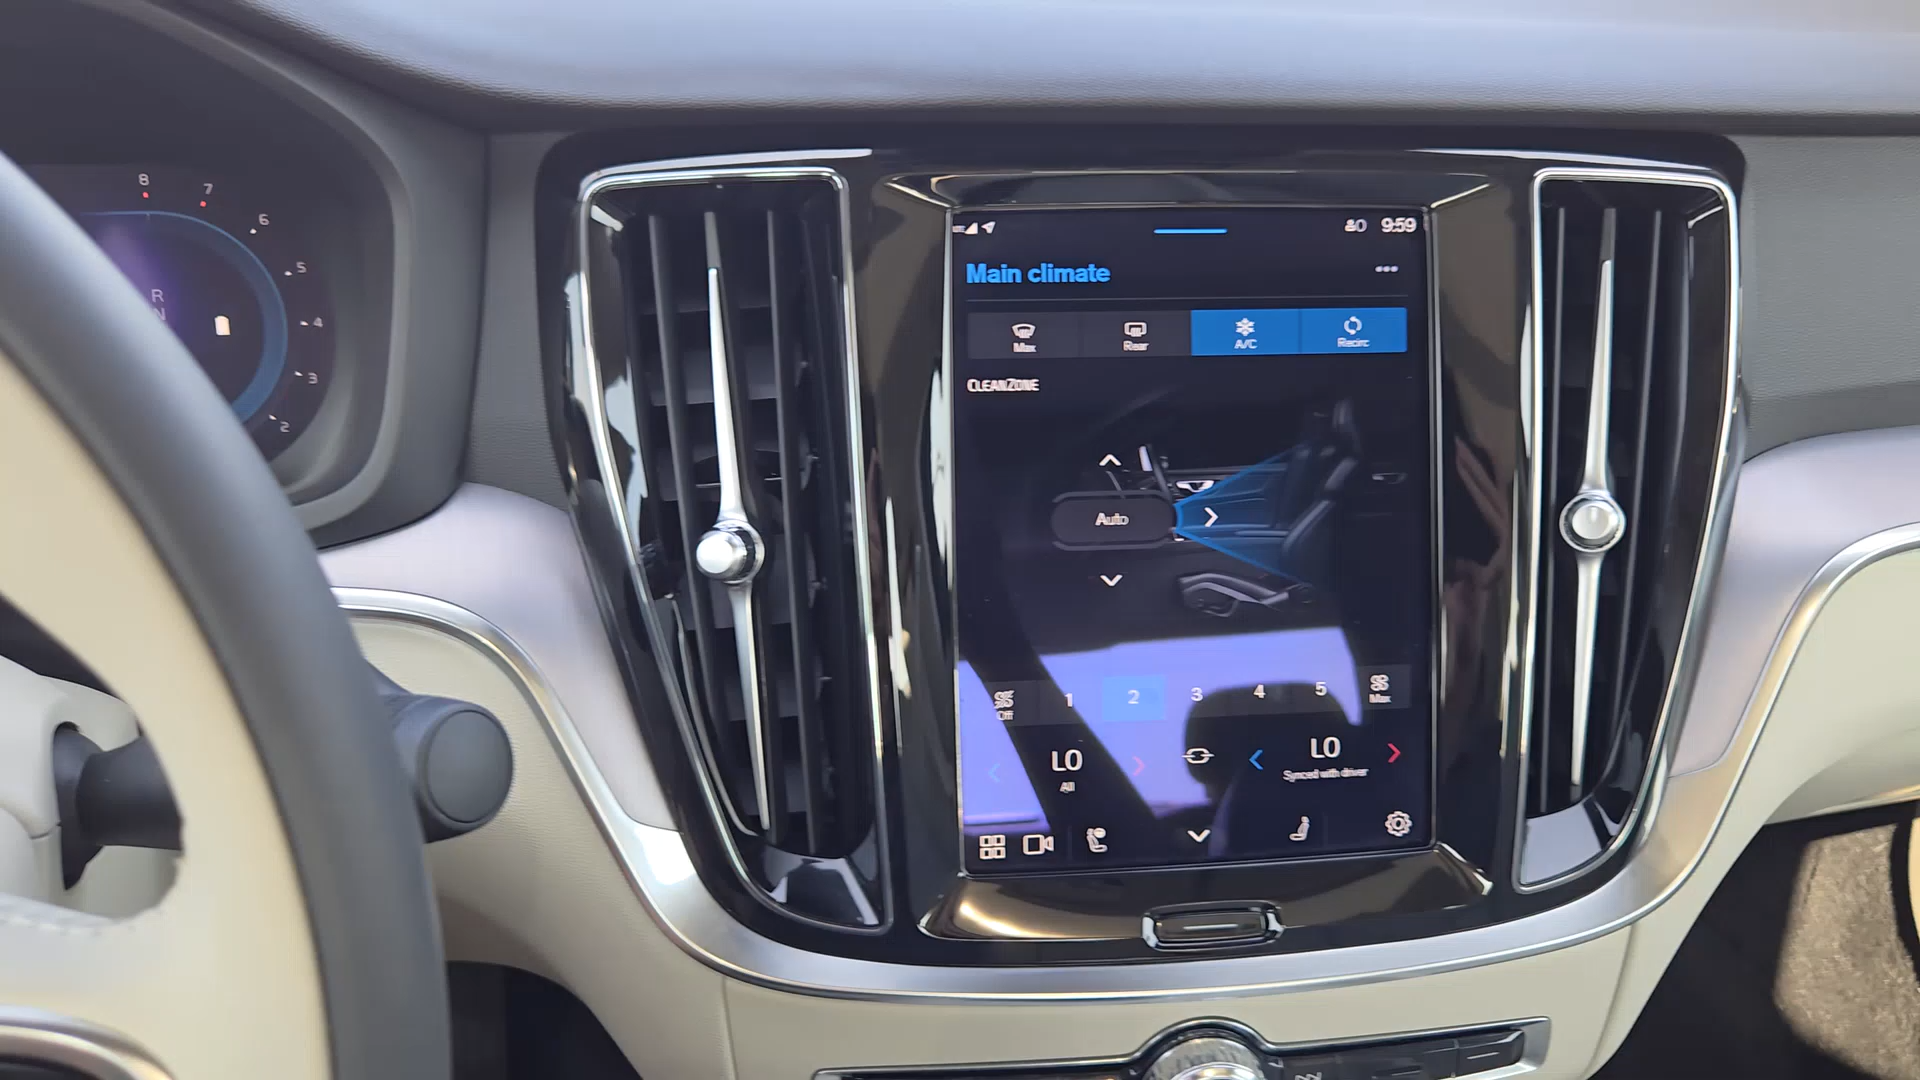 8
7
6
5
4
3
2
R
N
9:59
Main climate
Max
Rear
A/C
Recirc
CLEANZONE
Auto
Off
1
2
3
4
5
Max
LO
All
LO
Synced with driver